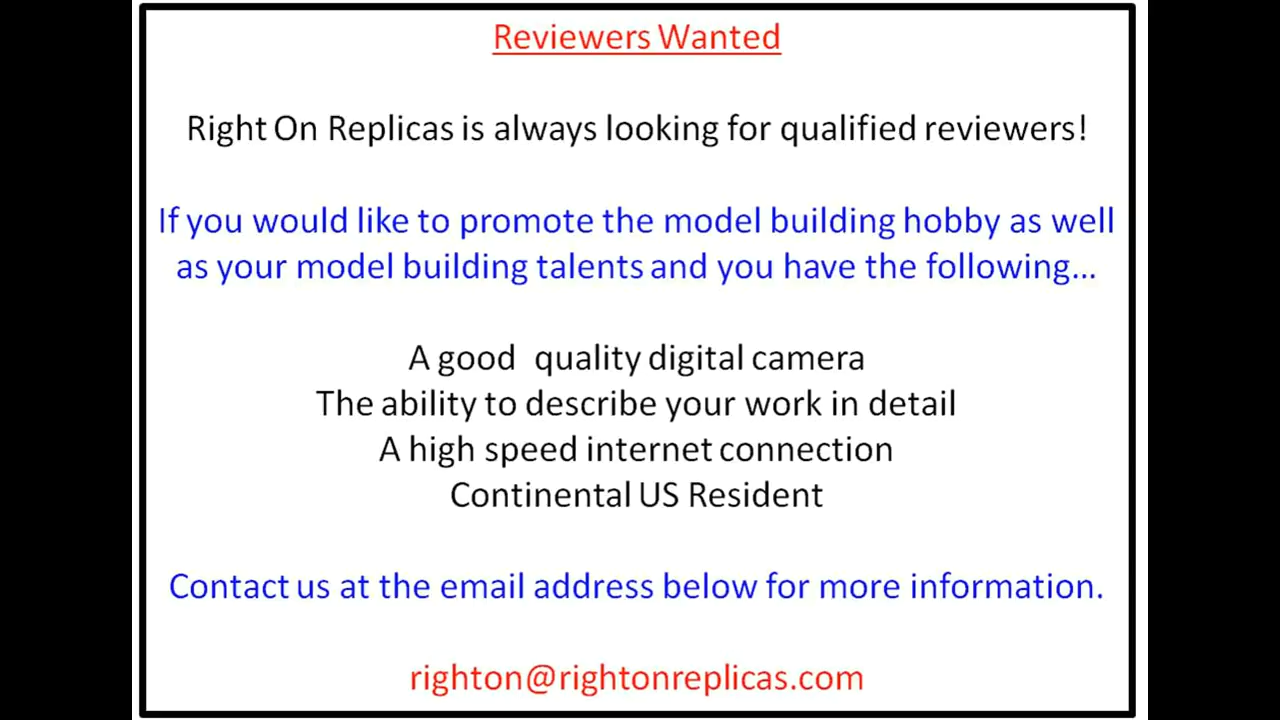 Reviewers Wanted
Right On Replicas is always looking for qualified reviewers!
If you would like to promote the model building hobby as well
as your model building talents and you have the following...
A good quality digital camera
The ability to describe your work in detail
A high speed internet connection
Continental US Resident
Contact us at the email address below for more information.
righton@rightonreplicas.com